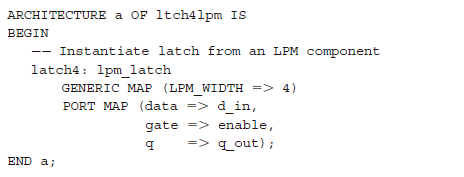 ARCHITECTURE a OF ltch4lpm IS
BEGIN
-- Instantiate latch from an LPM component
latch4: lpm_latch
GENERIC MAP (LPM_WIDTH => 4)
PORT MAP (data => d_in,
gate => enable,
q => q_out);
END a;